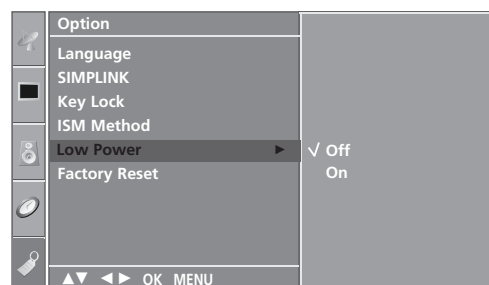 Option
Language
SIMPLINK
Key Lock
ISM Method
Low Power ▶ √ Off
On
Factory Reset
▲▼ ◀▶ OK MENU